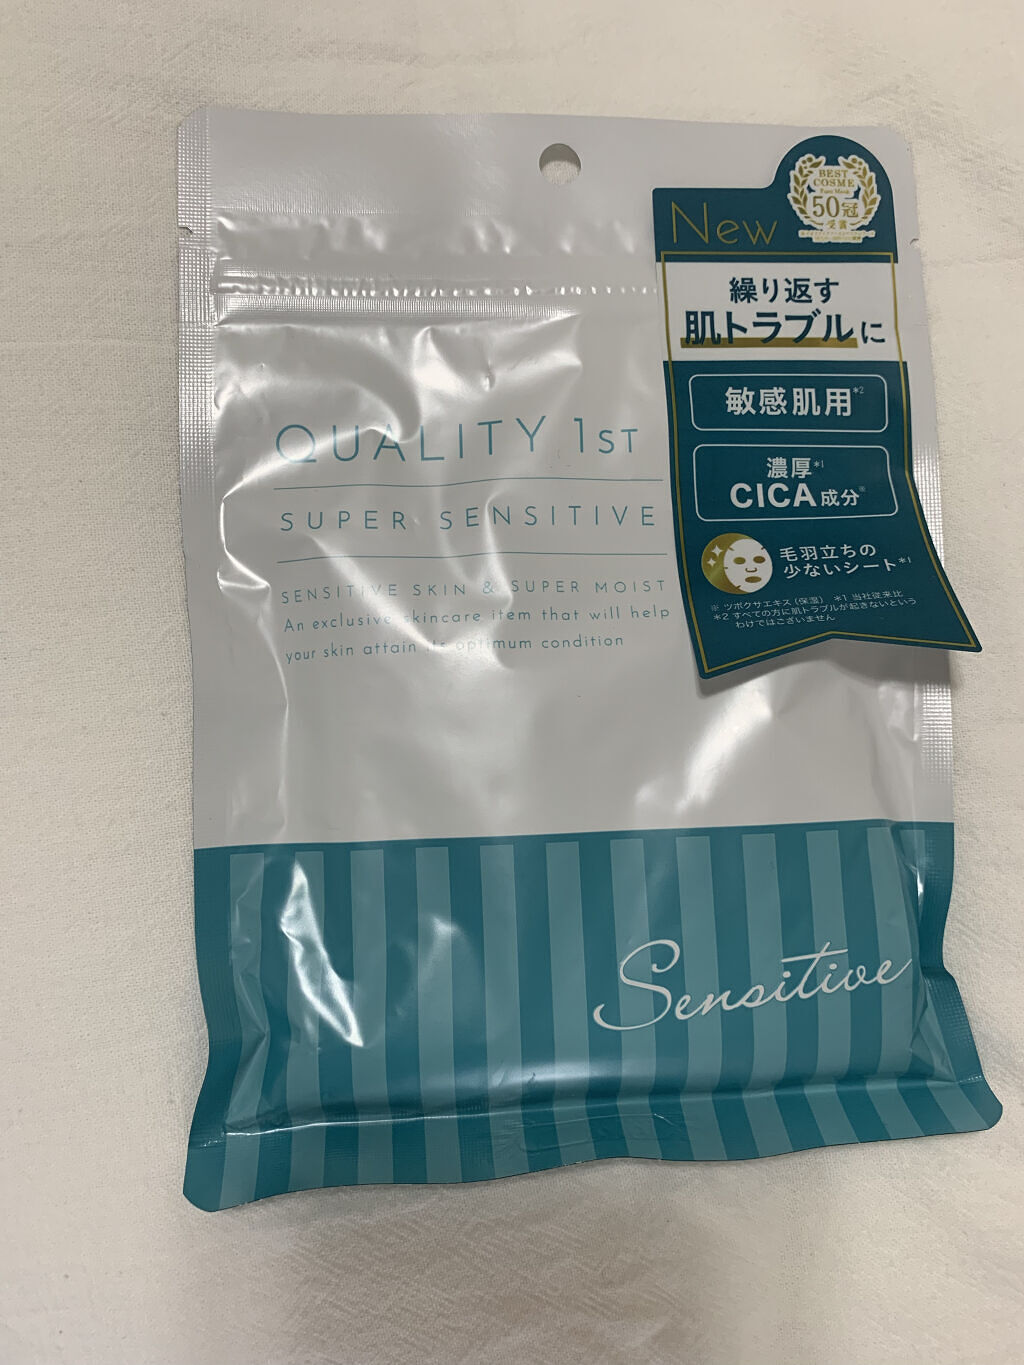 BEST
COSME
Face Mask
50冠
受賞
New
繰り返す
肌トラブルに
敏感肌用*2
濃厚*1
CICA成分※
毛羽立ちの
少ないシート*1
※ ツボクサエキス（保湿） *1 当社従来比
*2 すべての方に肌トラブルが起きないという
わけではございません
QUALITY 1ST
SUPER SENSITIVE
SENSITIVE SKIN & SUPER MOIST
An exclusive skincare item that will help
your skin attain its optimum condition
Sensitive